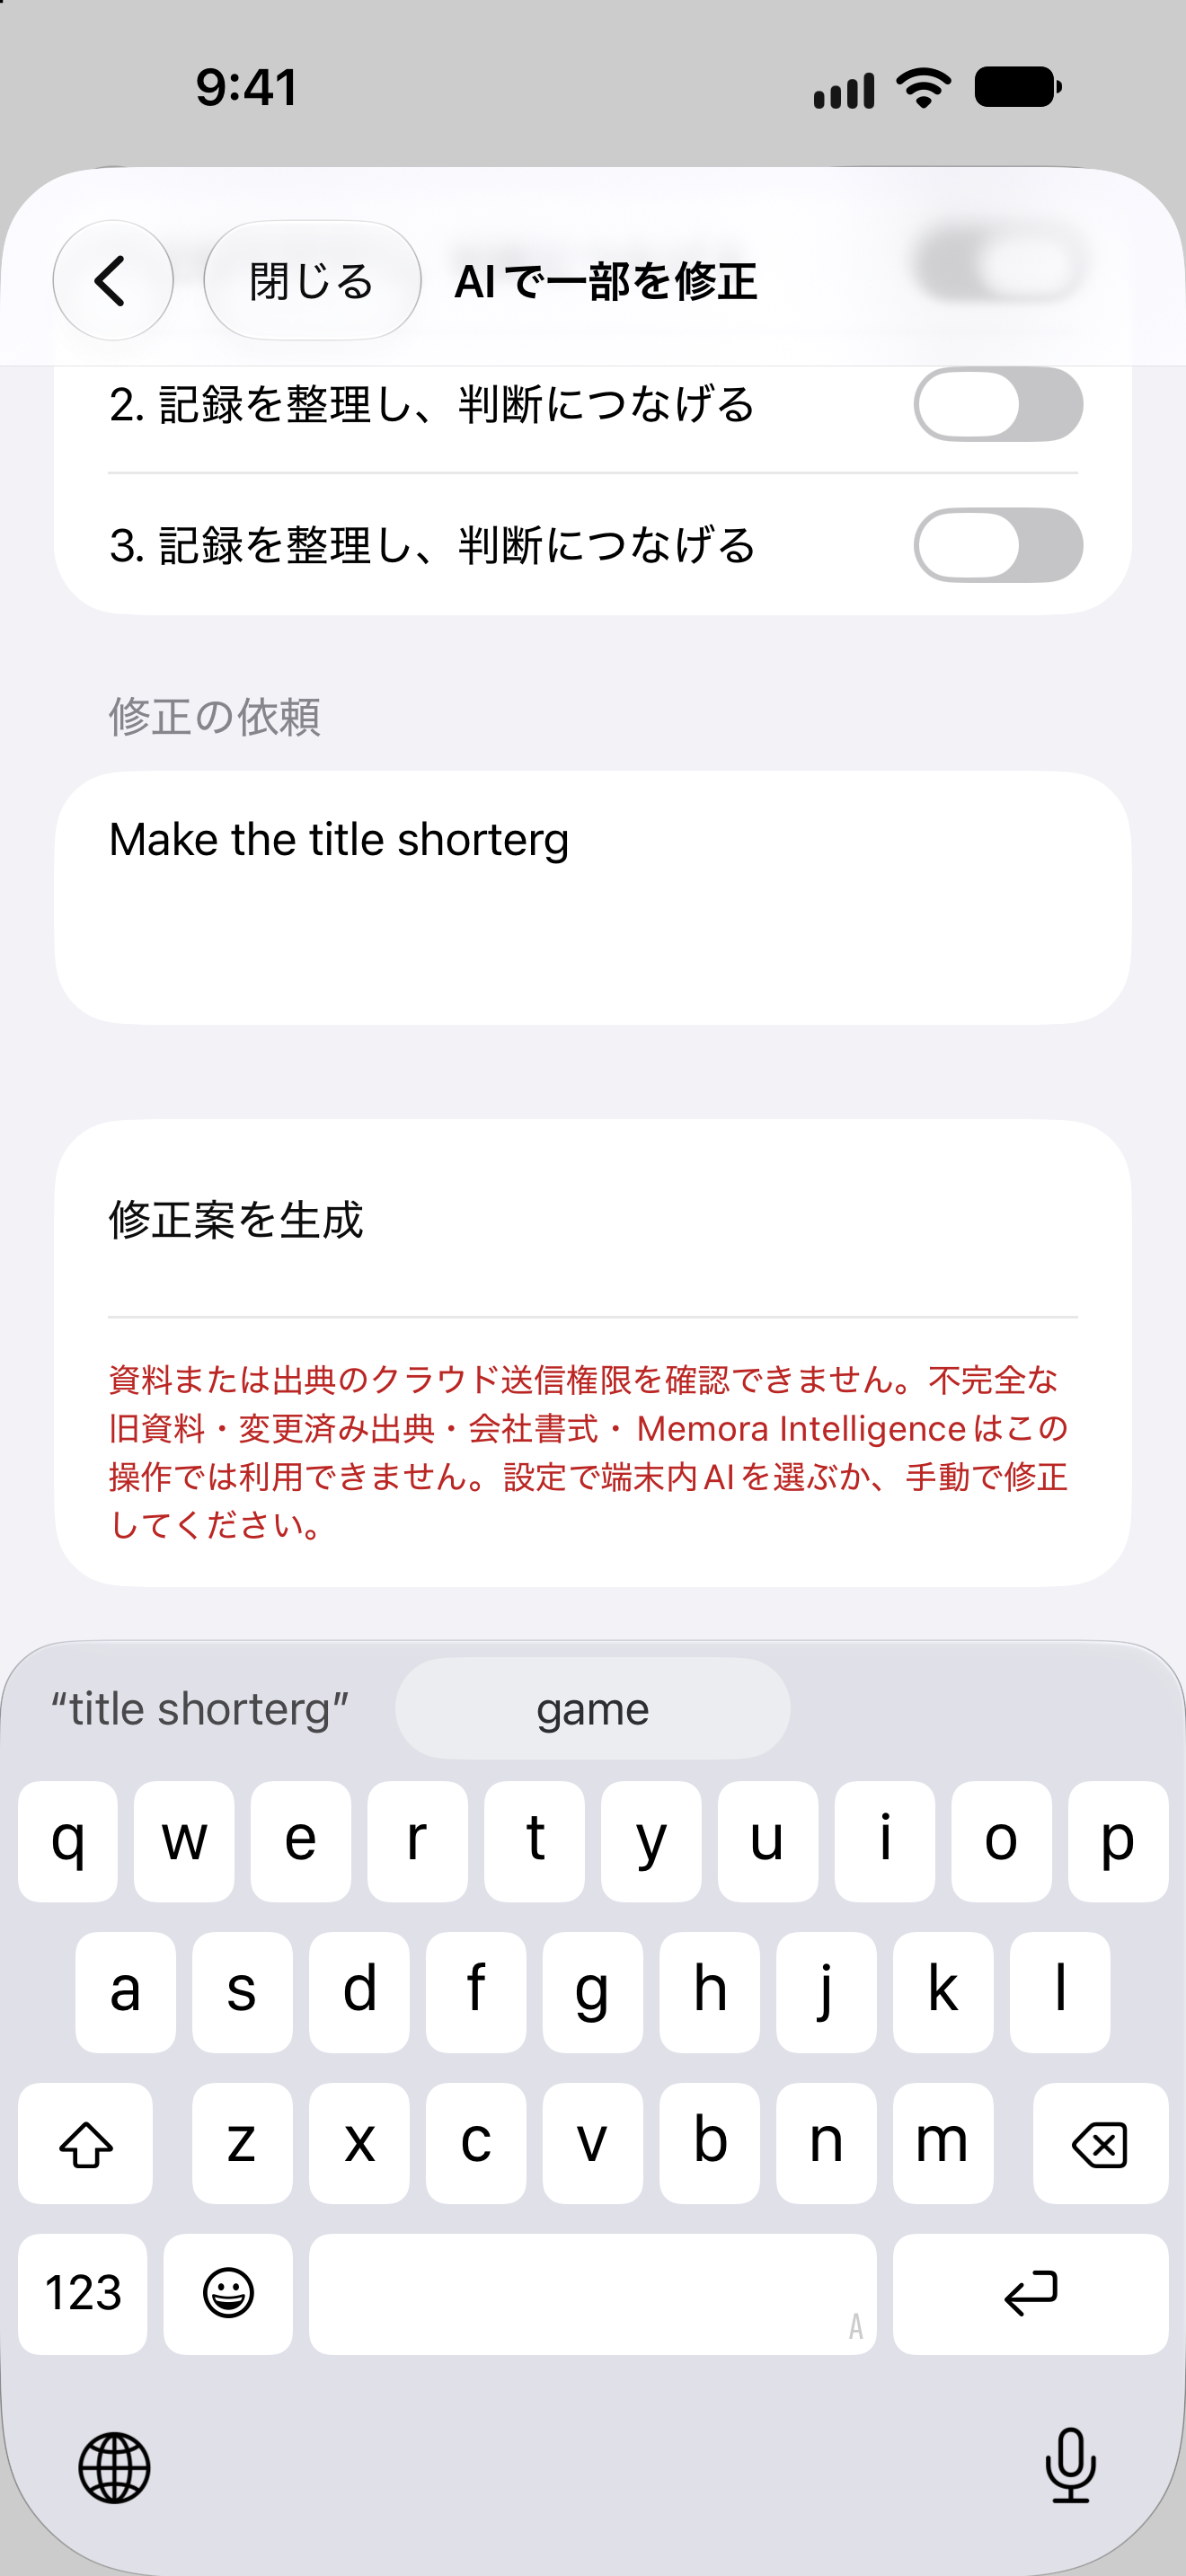 9:41
閉じる
AIで一部を修正
2. 記録を整理し、判断につなげる
3. 記録を整理し、判断につなげる
修正の依頼
Make the title shorterg
修正案を生成
資料または出典のクラウド送信権限を確認できません。不完全な
旧資料・変更済み出典・会社書式・Memora Intelligenceはこの
操作では利用できません。設定で端末内AIを選ぶか、手動で修正
してください。
“title shorterg” game
q w e r t y u i o p
a s d f g h j k l
z x c v b n m
123
A